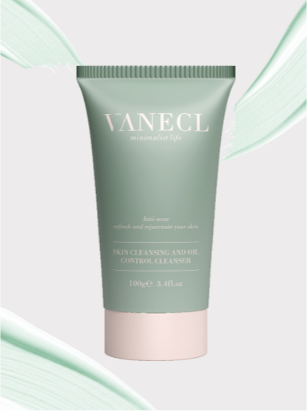 VANECL
minimalist life
Anti-acne
refresh and rejuvenate your skin
SKIN CLEANSING AND OIL
CONTROL CLEANSER
100g℮ 3.4fl.oz